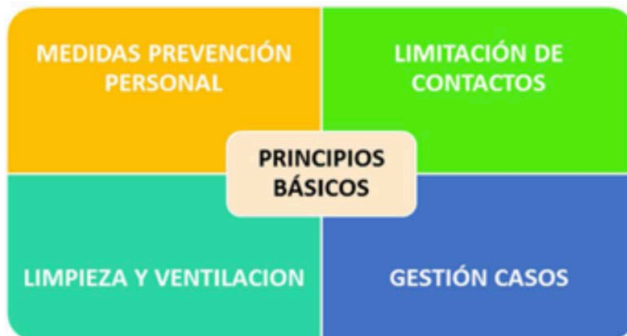 MEDIDAS PREVENCIÓN
PERSONAL
LIMITACIÓN DE
CONTACTOS
PRINCIPIOS
BÁSICOS
LIMPIEZA Y VENTILACION
GESTIÓN CASOS